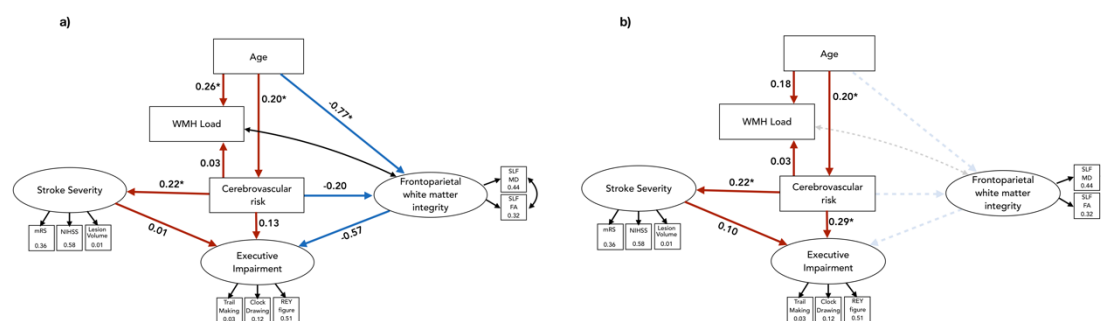 a)
Age
0.26*
0.20*
-0.77*
WMH Load
0.03
Stroke Severity
0.22*
Cerebrovascular
risk
-0.20
Frontoparietal
white matter
integrity
SLF
MD
0.44
SLF
FA
0.32
mRS
0.36
NIHSS
0.58
Lesion
Volume
0.01
0.01
0.13
-0.57
Executive
Impairment
Trail
Making
0.03
Clock
Drawing
0.12
REY
figure
0.51
b)
Age
0.18
0.20*
WMH Load
0.03
Stroke Severity
0.22*
Cerebrovascular
risk
Frontoparietal
white matter
integrity
SLF
MD
0.44
SLF
FA
0.32
mRS
0.36
NIHSS
0.58
Lesion
Volume
0.01
0.10
0.29*
Executive
Impairment
Trail
Making
0.03
Clock
Drawing
0.12
REY
figure
0.51